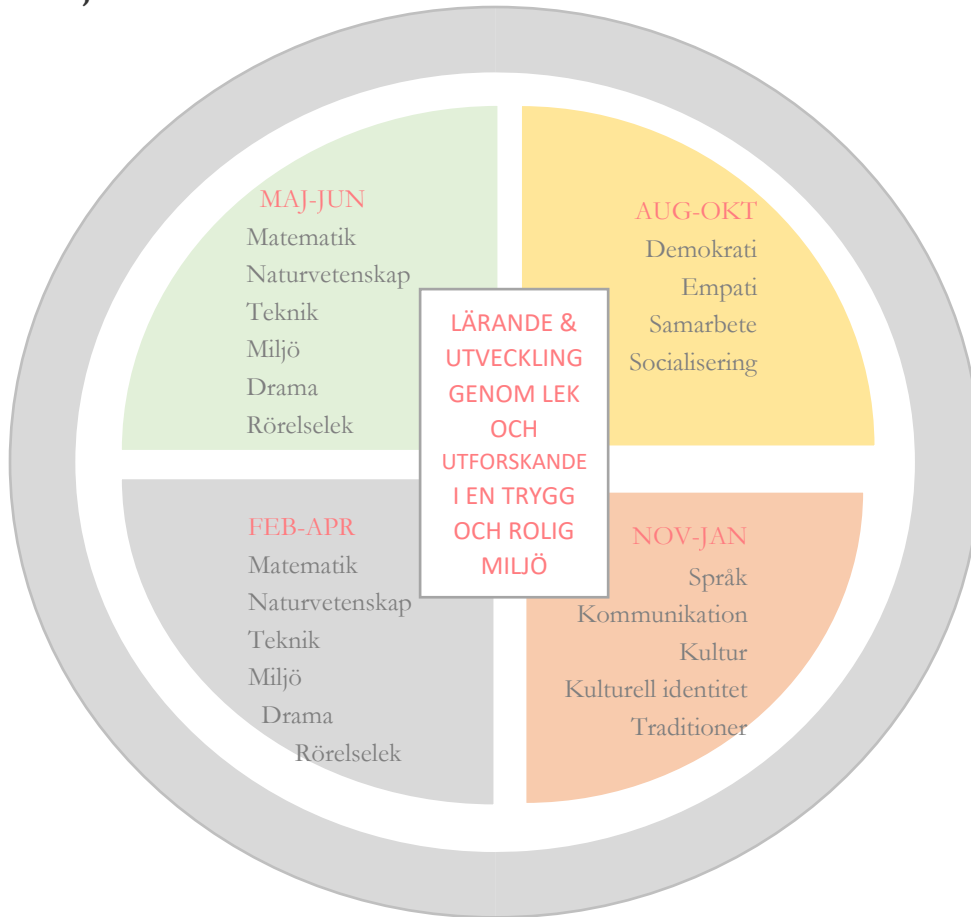 MAJ-JUN
Matematik
Naturvetenskap
Teknik
Miljö
Drama
Rörelselek
AUG-OKT
Demokrati
Empati
Samarbete
Socialisering
LÄRANDE &
UTVECKLING
GENOM LEK
OCH
UTFORSKANDE
I EN TRYGG
OCH ROLIG
MILJÖ
FEB-APR
Matematik
Naturvetenskap
Teknik
Miljö
Drama
Rörelselek
NOV-JAN
Språk
Kommunikation
Kultur
Kulturell identitet
Traditioner